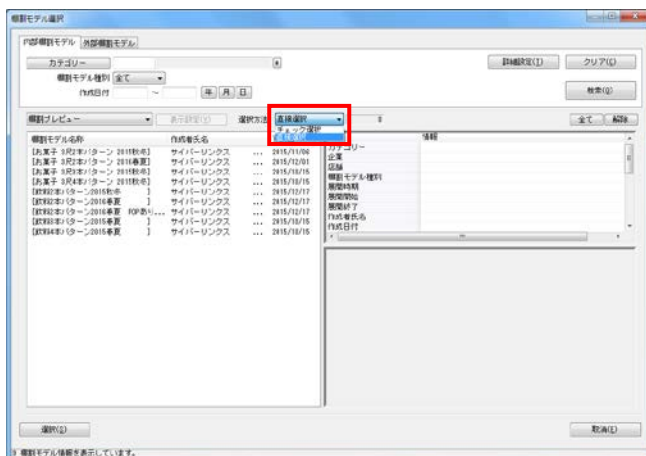 棚割モデル選択
内部棚割モデル 外部棚割モデル
カテゴリー 詳細設定(I) クリア(C)
棚割モデル種別 全て
作成日付 ~ 年 月 日 検索(Q)
棚割プレビュー 表示設定(V) 選択方法 直接選択 0 全て 解除
チェック選択
直接選択
棚割モデル名称 作成者氏名 情報
[お菓子 3尺2本パターン 2015秋冬] サイバーリンクス ... 2015/11/06
[お菓子 3尺2本パターン 2016春夏] サイバーリンクス ... 2015/12/01
[お菓子 3尺3本パターン 2015秋冬] サイバーリンクス ... 2015/10/15
[お菓子 3尺4本パターン 2015秋冬] サイバーリンクス ... 2015/10/15
[飲料2本パターン2015秋冬 ] サイバーリンクス ... 2015/12/17
[飲料2本パターン2016春夏 ] サイバーリンクス ... 2015/12/17
[飲料2本パターン2016春夏 POPあり... サイバーリンクス ... 2015/12/17
[飲料3本パターン2015春夏 ] サイバーリンクス ... 2015/10/15
[飲料4本パターン2015春夏 ] サイバーリンクス ... 2015/10/15
カテゴリー
企業
店舗
棚割モデル種別
展開時期
展開開始
展開終了
作成者氏名
作成日付
選択(Z) 取消(E)
棚割モデル情報を表示しています。